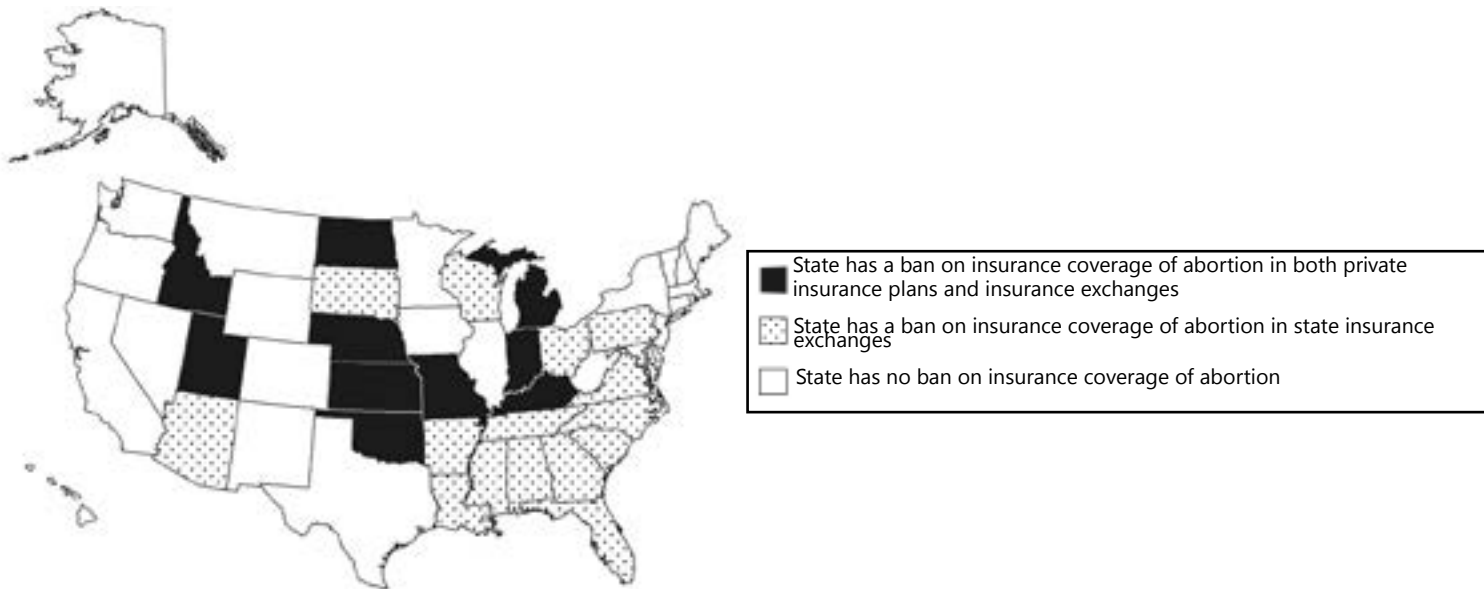 State has a ban on insurance coverage of abortion in both private
insurance plans and insurance exchanges
State has a ban on insurance coverage of abortion in state insurance
exchanges
State has no ban on insurance coverage of abortion